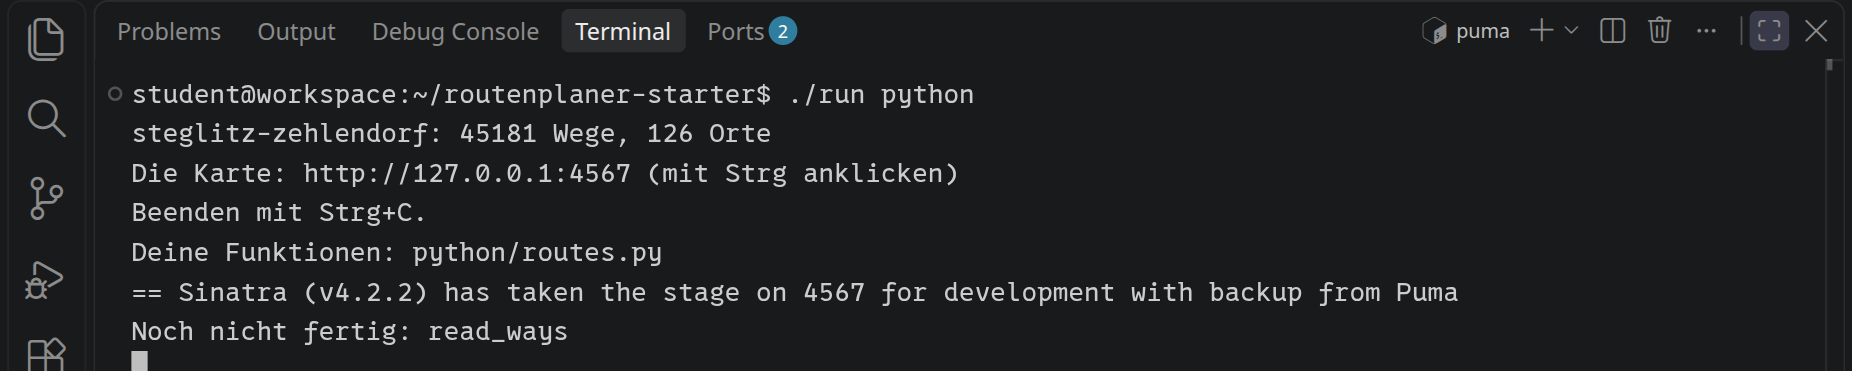 Problems Output Debug Console Terminal Ports 2 puma
student@workspace:~/routenplaner-starter$ ./run python
steglitz-zehlendorf: 45181 Wege, 126 Orte
Die Karte: http://127.0.0.1:4567 (mit Strg anklicken)
Beenden mit Strg+C.
Deine Funktionen: python/routes.py
== Sinatra (v4.2.2) has taken the stage on 4567 for development with backup from Puma
Noch nicht fertig: read_ways